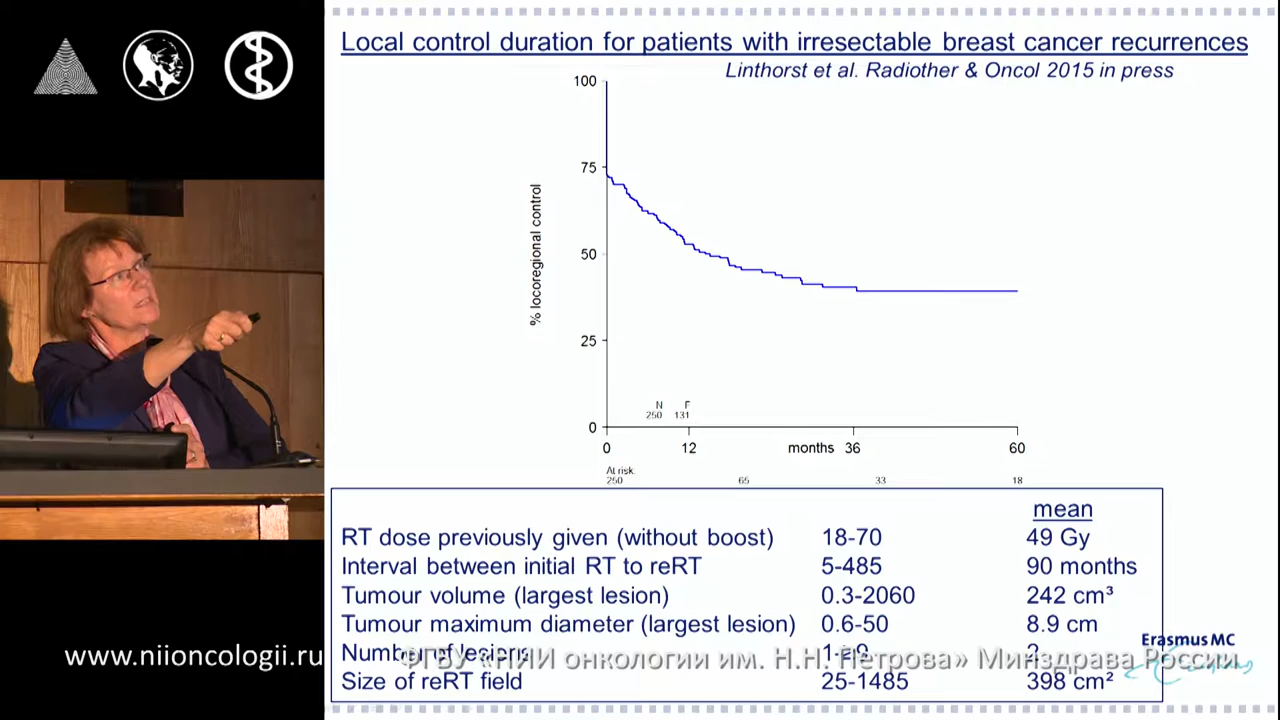 Local control duration for patients with irresectable breast cancer recurrences
Linthorst et al. Radiother & Oncol 2015 in press
100
75
50
25
0
% locoregional control
N F
250 131
0 12 months 36 60
At risk.
250 65 33 18
mean
RT dose previously given (without boost) 18-70 49 Gy
Interval between initial RT to reRT 5-485 90 months
Tumour volume (largest lesion) 0.3-2060 242 cm³
Tumour maximum diameter (largest lesion) 0.6-50 8.9 cm
Number of lesions 2
Size of reRT field 25-1485 398 cm²
Erasmus MC
www.niioncologii.ru ФГБУ «НИИ онкологии им. Н.Н. Петрова» Минздрава России